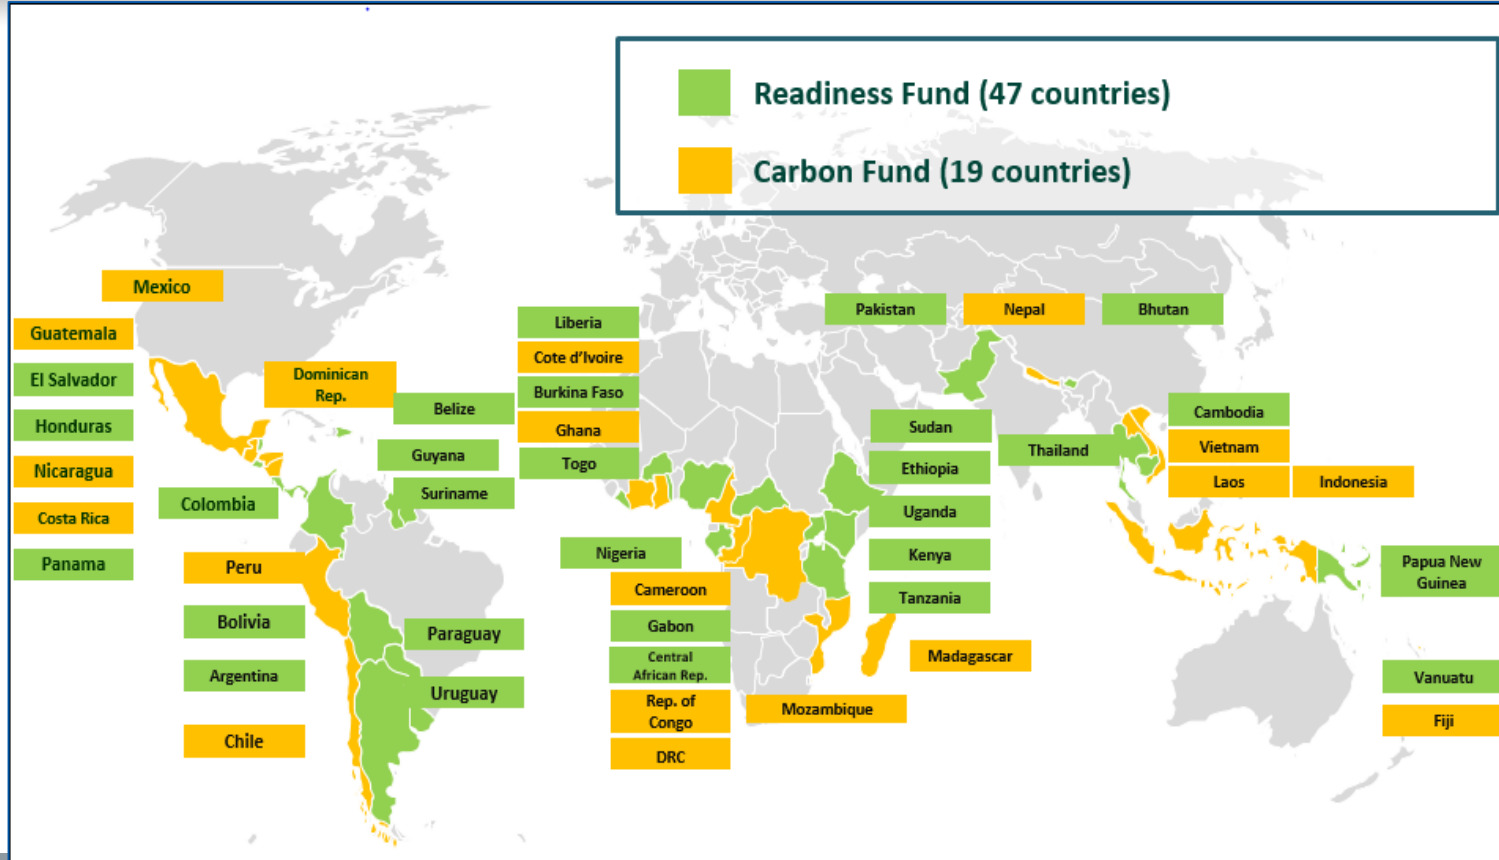 Readiness Fund (47 countries)
Carbon Fund (19 countries)
Mexico
Guatemala
El Salvador
Honduras
Nicaragua
Costa Rica
Panama
Dominican
Rep.
Belize
Guyana
Suriname
Colombia
Peru
Bolivia
Argentina
Chile
Paraguay
Uruguay
Liberia
Cote d’Ivoire
Burkina Faso
Ghana
Togo
Nigeria
Cameroon
Gabon
Central
African Rep.
Rep. of
Congo
DRC
Mozambique
Madagascar
Sudan
Ethiopia
Uganda
Kenya
Tanzania
Pakistan
Nepal
Bhutan
Thailand
Cambodia
Vietnam
Laos
Indonesia
Papua New
Guinea
Vanuatu
Fiji